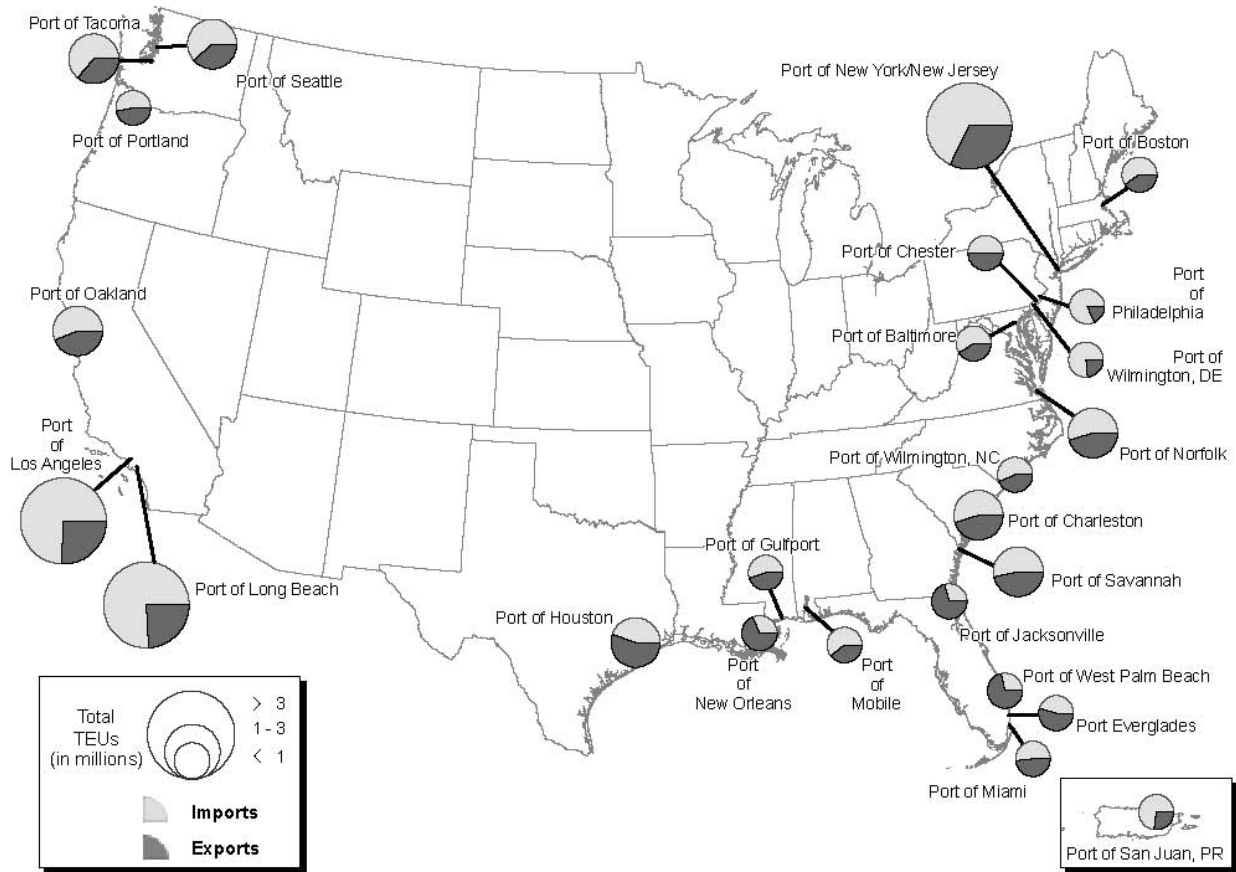 Port of Tacoma
Port of Seattle
Port of Portland
Port of New York/New Jersey
Port of Boston
Port of Chester
Port
of
Philadelphia
Port of Oakland
Port of Baltimore
Port of
Wilmington, DE
Port
of
Los Angeles
Port of Norfolk
Port of Wilmington, NC
Port of Charleston
Port of Gulfport
Port of Long Beach
Port of Savannah
Port of Houston
Port of Jacksonville
Port
of
New Orleans
Port
of
Mobile
Port of West Palm Beach
Port Everglades
Port of Miami
Total
TEUs
(in millions)
> 3
1 - 3
< 1
Imports
Exports
Port of San Juan, PR